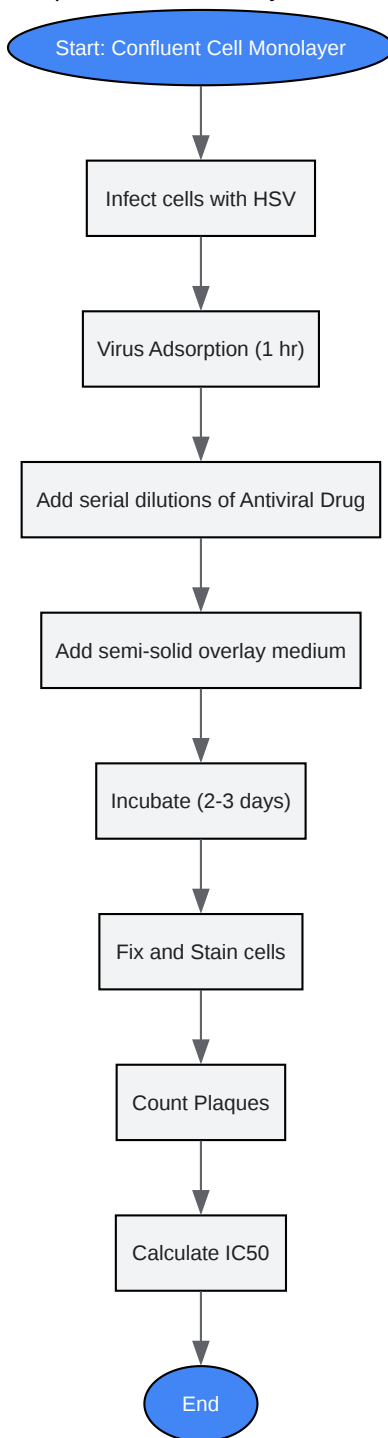 Start: Confluent Cell Monolayer
Infect cells with HSV
Virus Adsorption (1 hr)
Add serial dilutions of Antiviral Drug
Add semi-solid overlay medium
Incubate (2-3 days)
Fix and Stain cells
Count Plaques
Calculate IC50
End